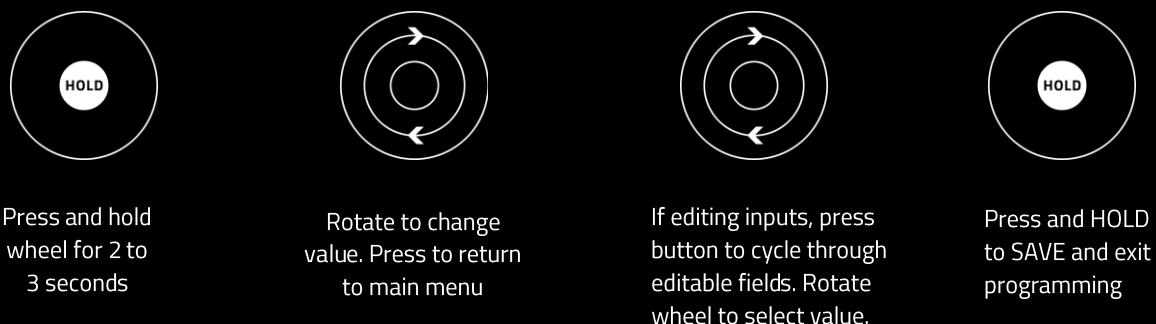 HOLD
Press and hold
wheel for 2 to
3 seconds
Rotate to change
value. Press to return
to main menu
If editing inputs, press
button to cycle through
editable fields. Rotate
wheel to select value.
HOLD
Press and HOLD
to SAVE and exit
programming